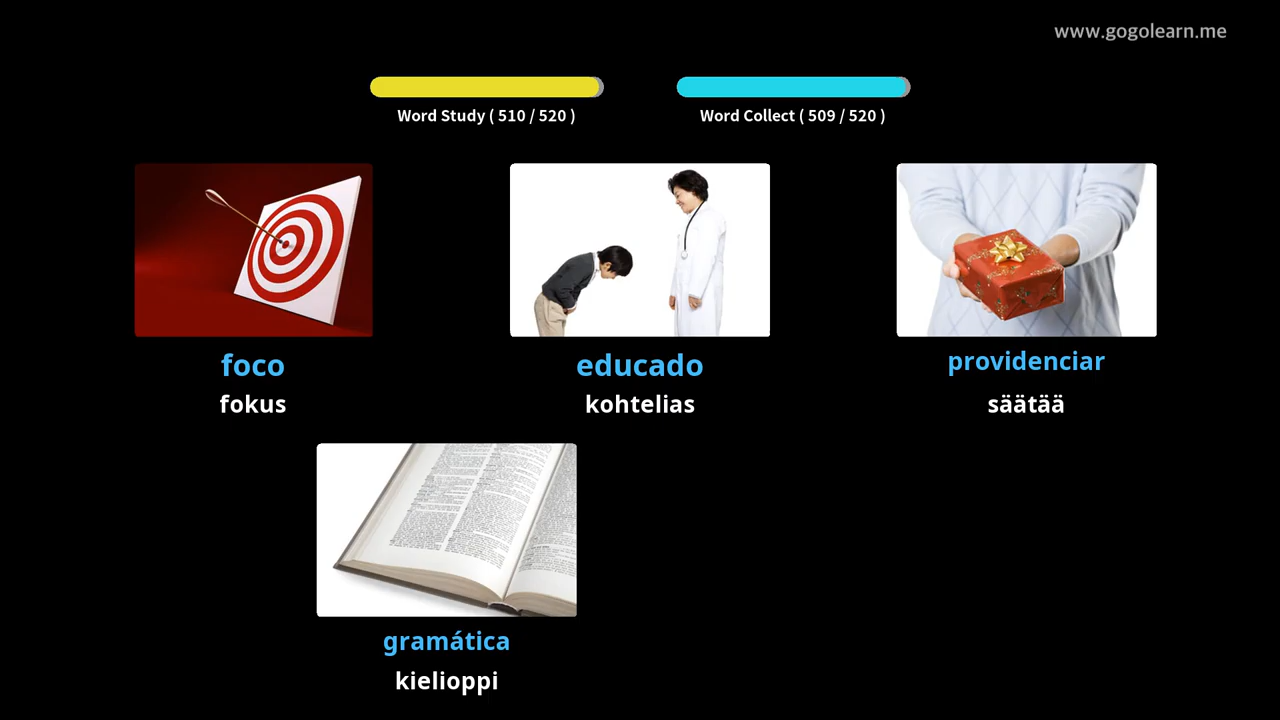 www.gogolearn.me
Word Study ( 510 / 520 )
Word Collect ( 509 / 520 )
foco
fokus
educado
kohtelias
providenciar
säätää
gramática
kielioppi